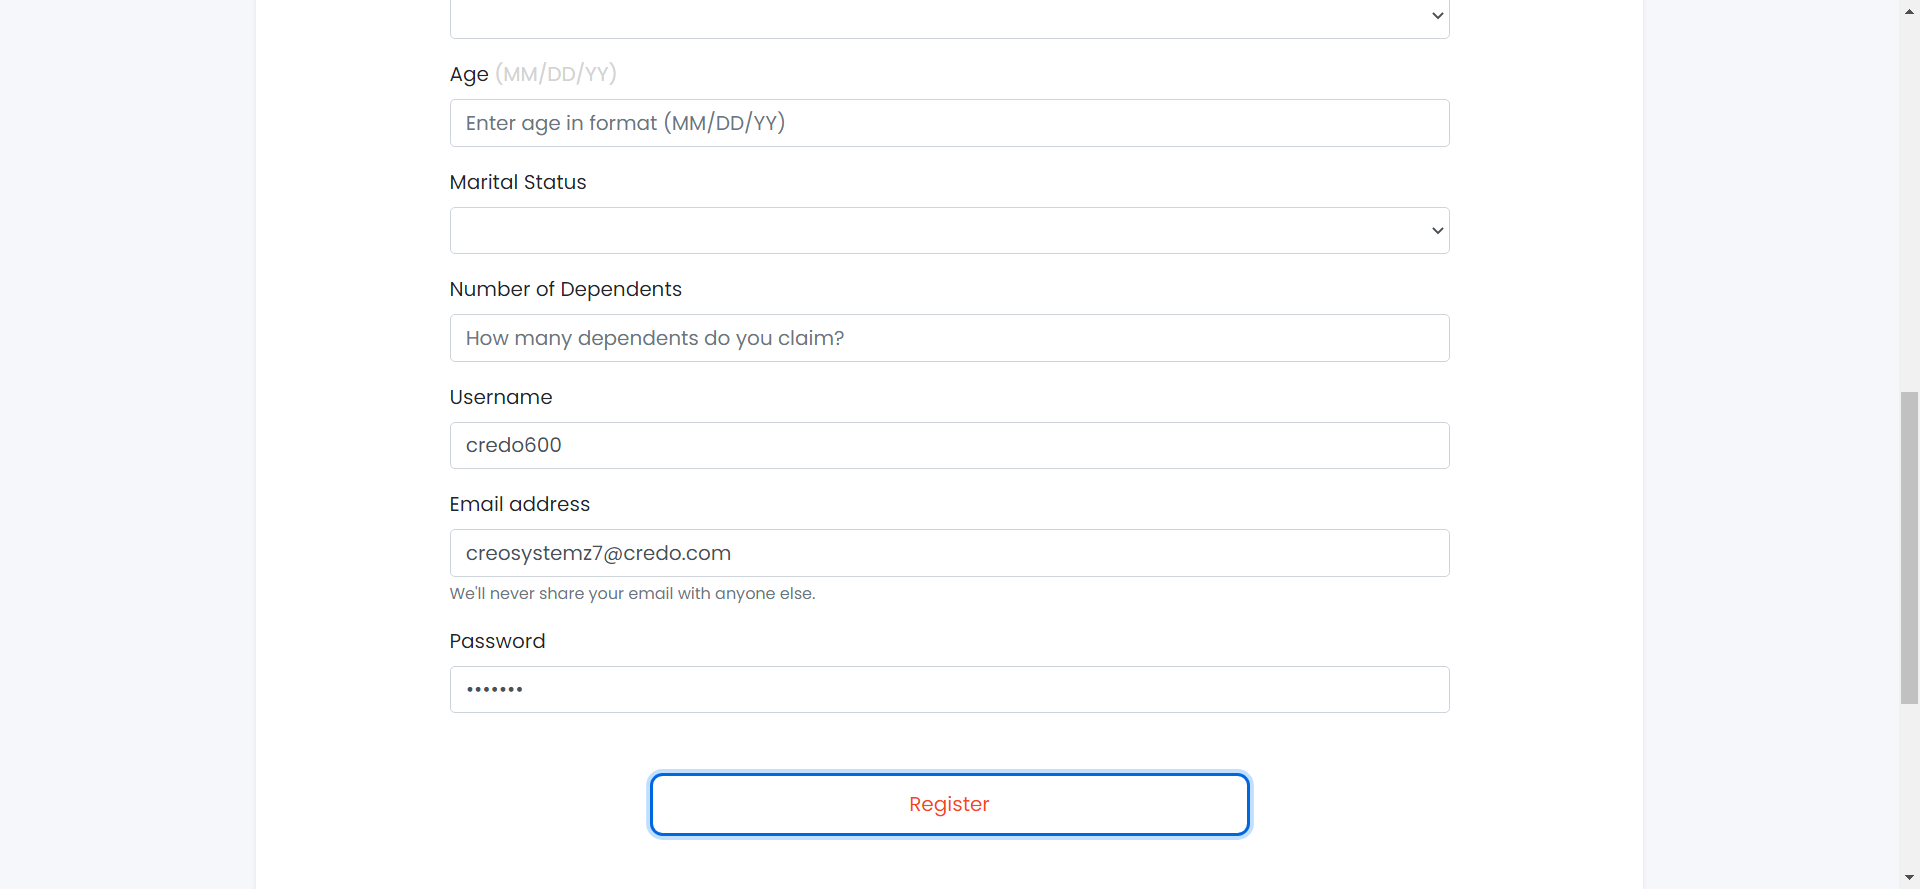 Age (MM/DD/YY)
Enter age in format (MM/DD/YY)
Marital Status
Number of Dependents
How many dependents do you claim?
Username
credo600
Email address
creosystemz7@credo.com
We'll never share your email with anyone else.
Password
•••••••
Register